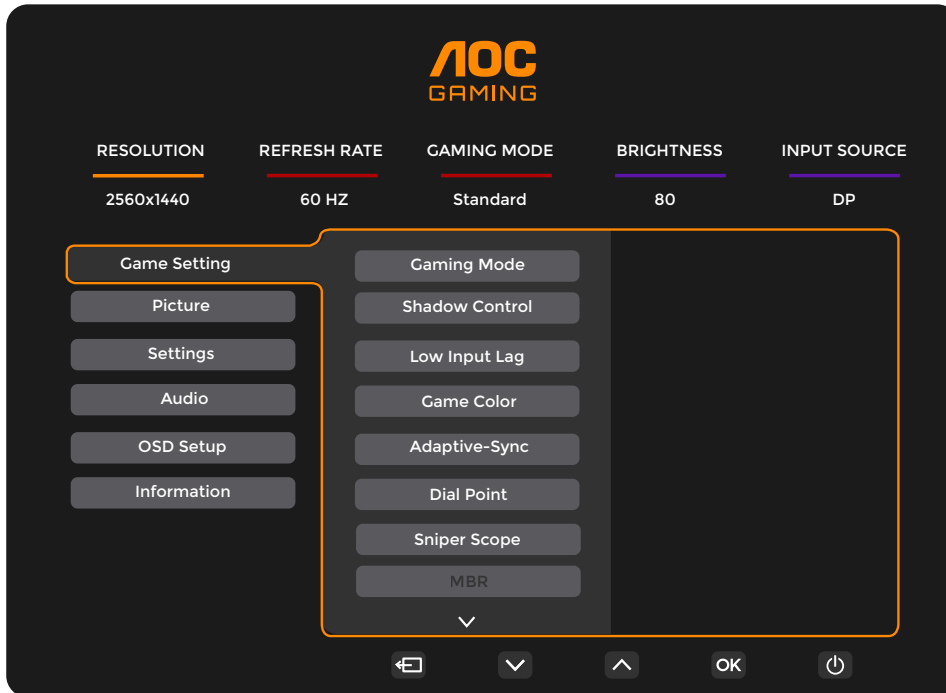 AOC
GAMING
RESOLUTION REFRESH RATE GAMING MODE BRIGHTNESS INPUT SOURCE
2560x1440 60 HZ Standard 80 DP
Game Setting
Picture
Settings
Audio
OSD Setup
Information
Gaming Mode
Shadow Control
Low Input Lag
Game Color
Adaptive-Sync
Dial Point
Sniper Scope
MBR
OK